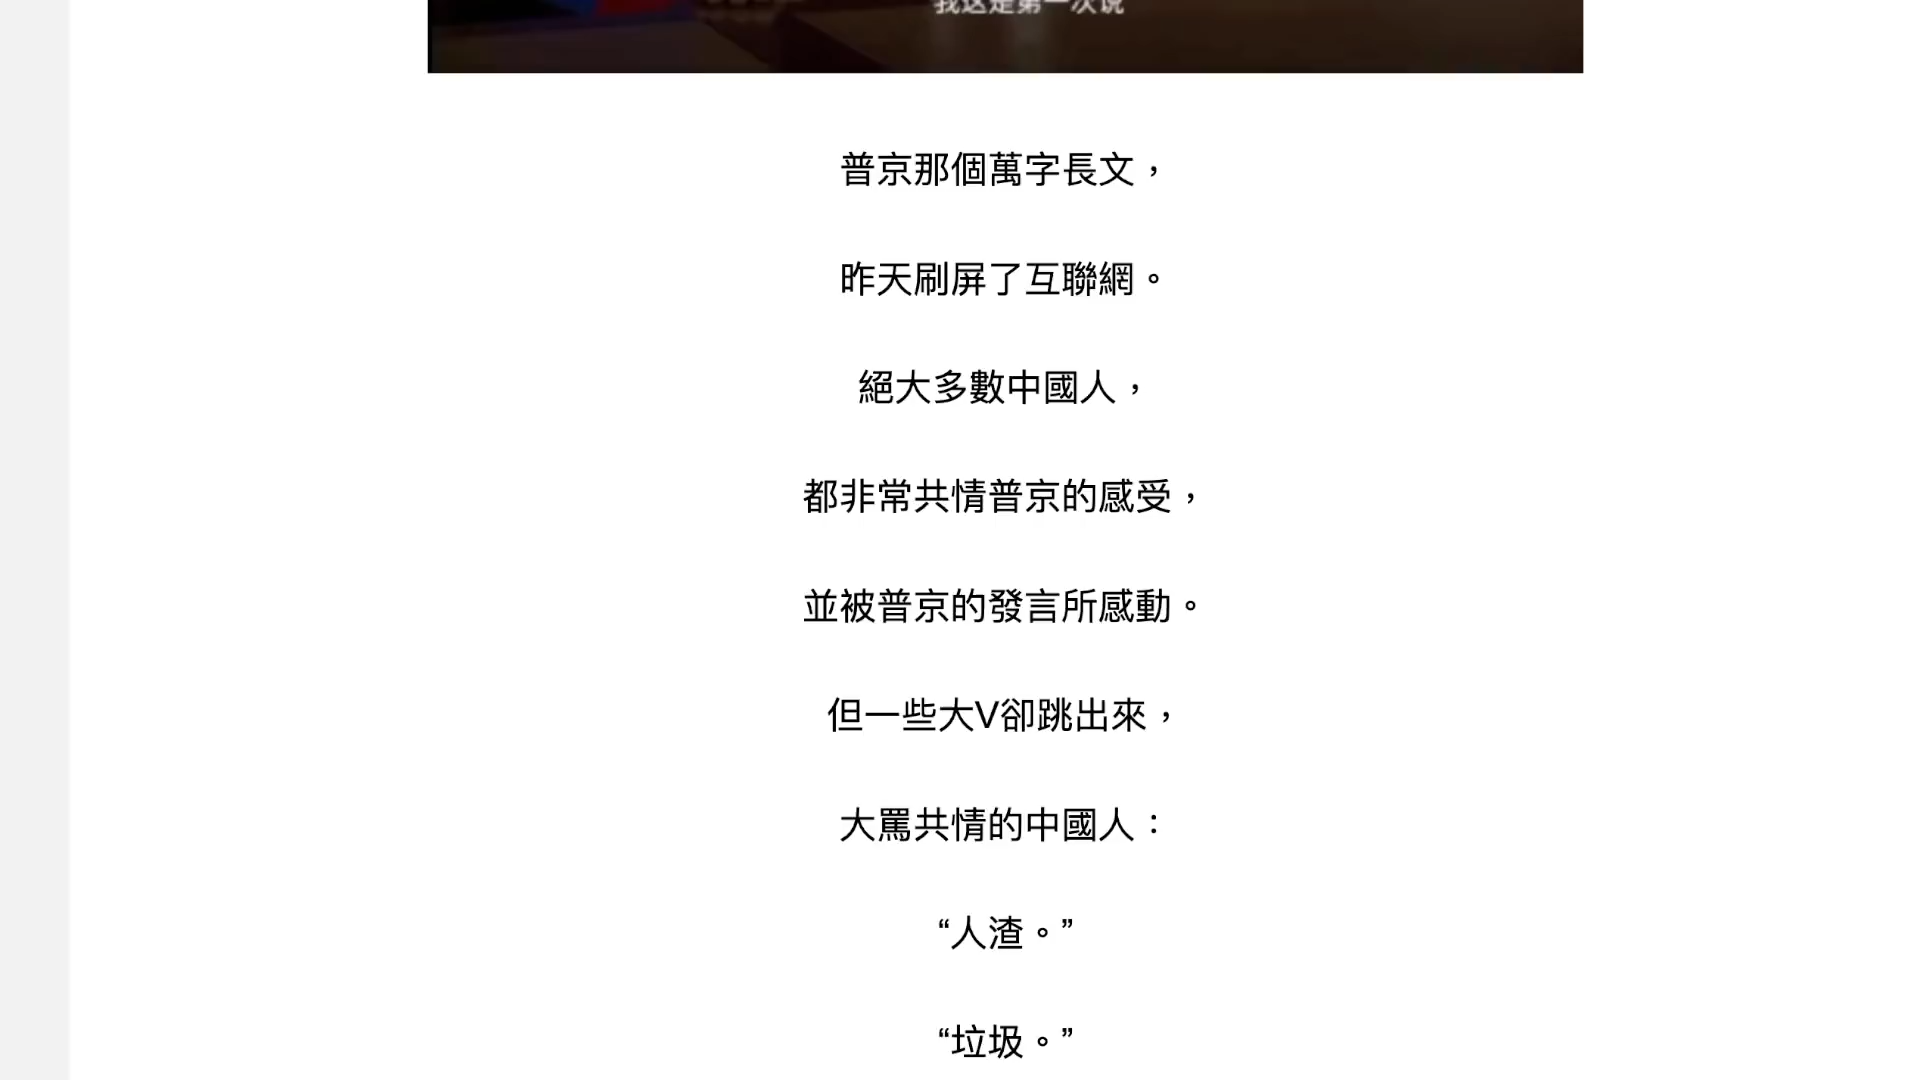 我这是第一次说
普京那個萬字長文，
昨天刷屏了互聯網。
絕大多數中國人，
都非常共情普京的感受，
並被普京的發言所感動。
但一些大V卻跳出來，
大罵共情的中國人：
“人渣。”
“垃圾。”